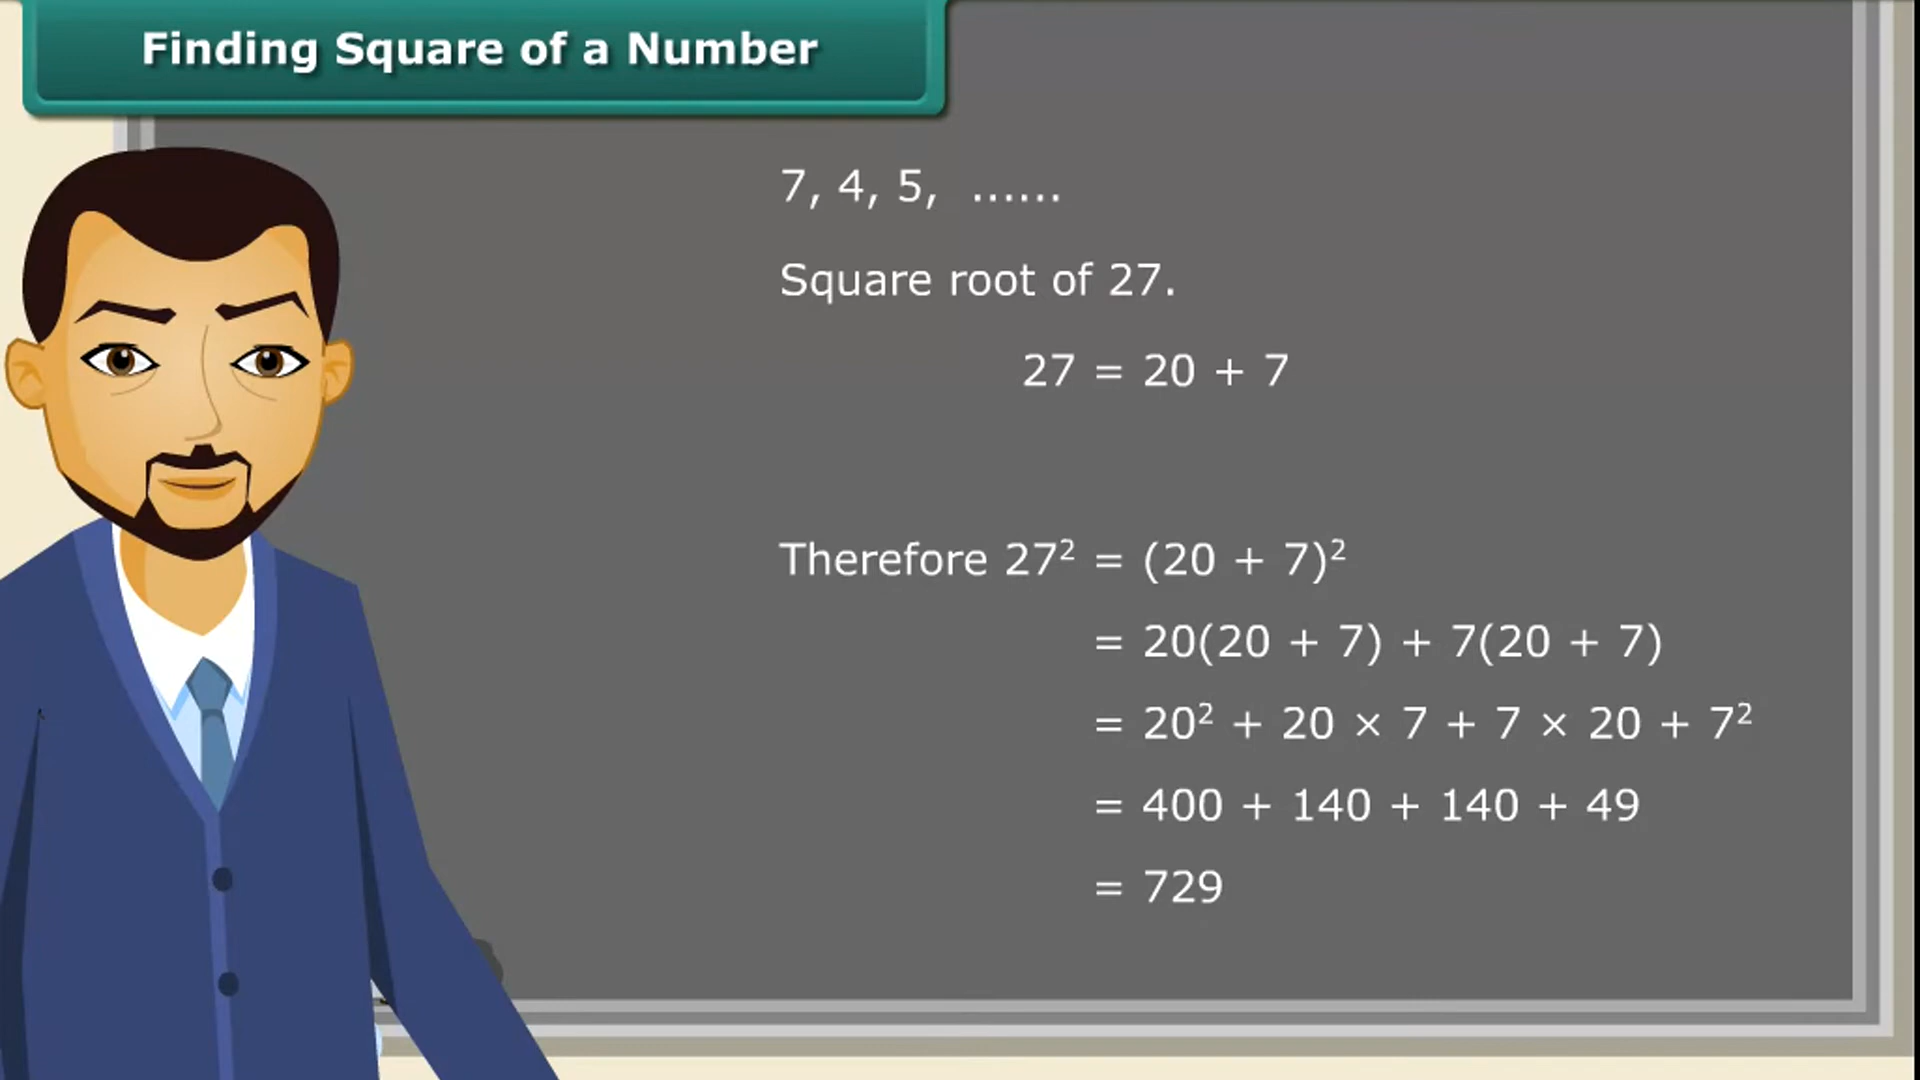 Finding Square of a Number
7, 4, 5, ......
Square root of 27.
27 = 20 + 7
Therefore 27² = (20 + 7)²
= 20(20 + 7) + 7(20 + 7)
= 20² + 20 × 7 + 7 × 20 + 7²
= 400 + 140 + 140 + 49
= 729